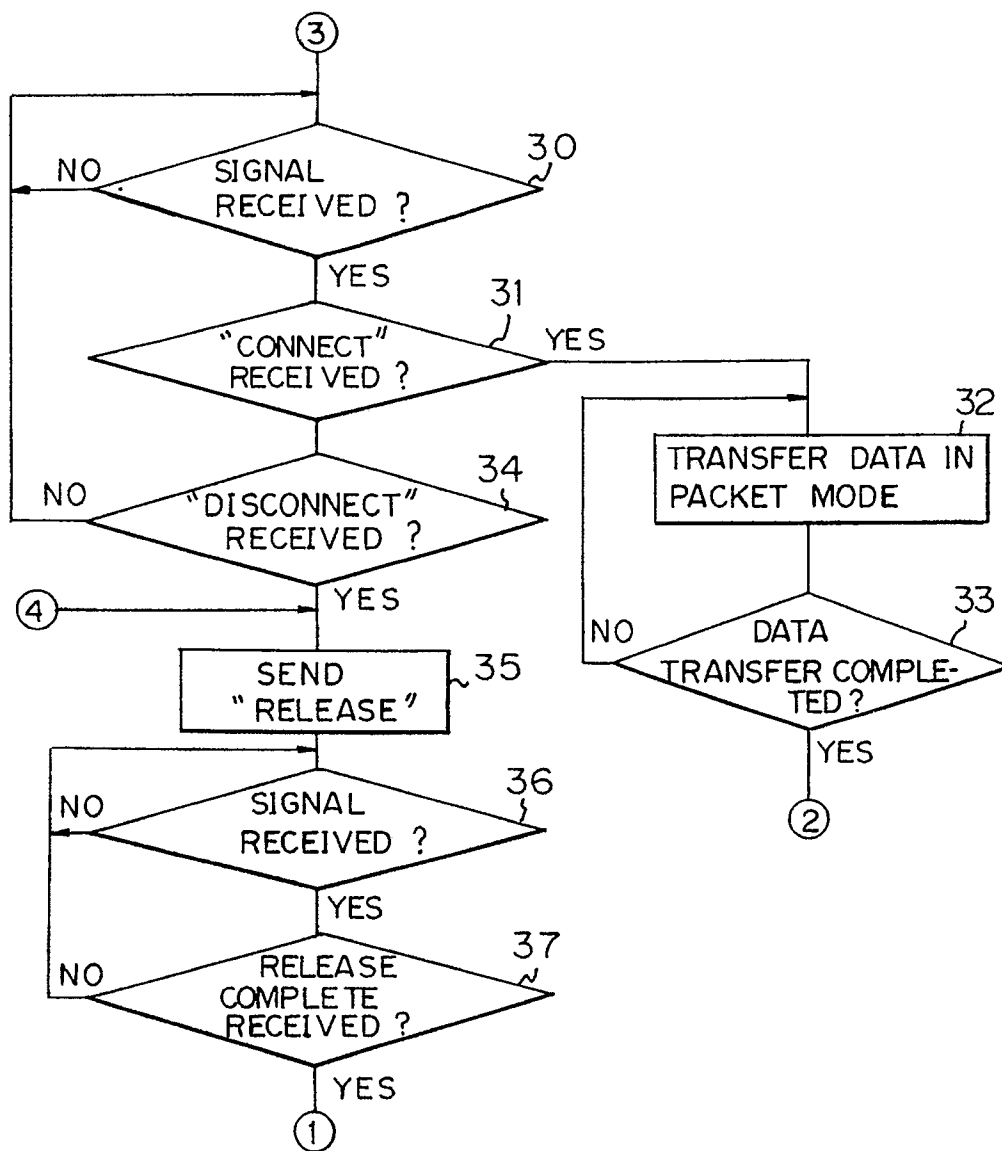 3
30
NO
SIGNAL
RECEIVED ?
YES
31
"CONNECT"
RECEIVED ?
YES
32
TRANSFER DATA IN
PACKET MODE
34
NO
"DISCONNECT"
RECEIVED ?
YES
4
33
NO
DATA
TRANSFER COMPLE-
TED ?
YES
2
35
SEND
"RELEASE"
36
NO
SIGNAL
RECEIVED ?
YES
37
NO
RELEASE
COMPLETE
RECEIVED ?
YES
1